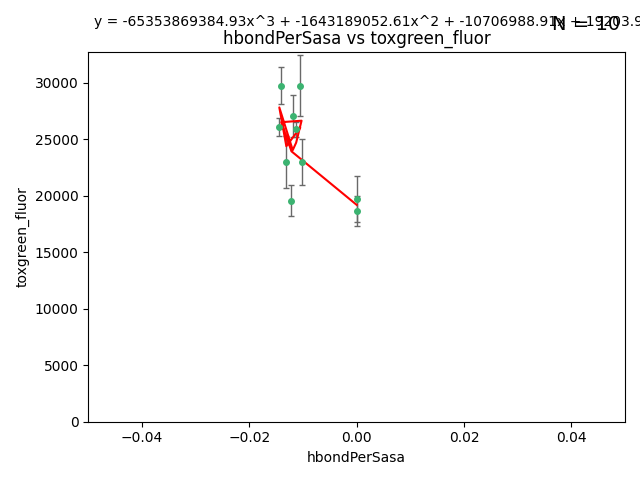 y = -65353869384.93x^3 + -1643189052.61x^2 + -10706988.91x + 19203.9
N = 10
hbondPerSasa vs toxgreen_fluor
30000
25000
20000
15000
10000
5000
0
toxgreen_fluor
−0.04
−0.02
0.00
0.02
0.04
hbondPerSasa